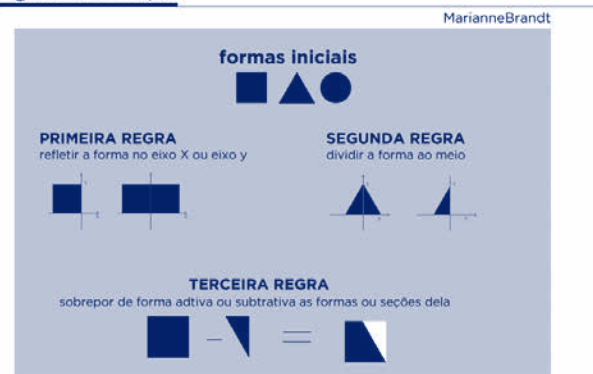 MarianneBrandt
formas iniciais
PRIMEIRA REGRA
refletir a forma no eixo X ou eixo y
SEGUNDA REGRA
dividir a forma ao meio
TERCEIRA REGRA
sobrepor de forma adtiva ou subtrativa as formas ou seções dela